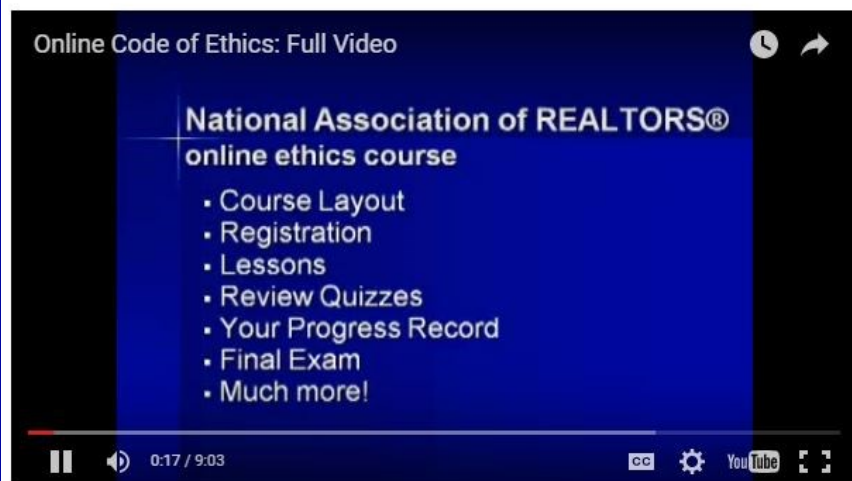 Online Code of Ethics: Full Video
National Association of REALTORS®
online ethics course
▪ Course Layout
▪ Registration
▪ Lessons
▪ Review Quizzes
▪ Your Progress Record
▪ Final Exam
▪ Much more!
0:17 / 9:03
CC
YouTube